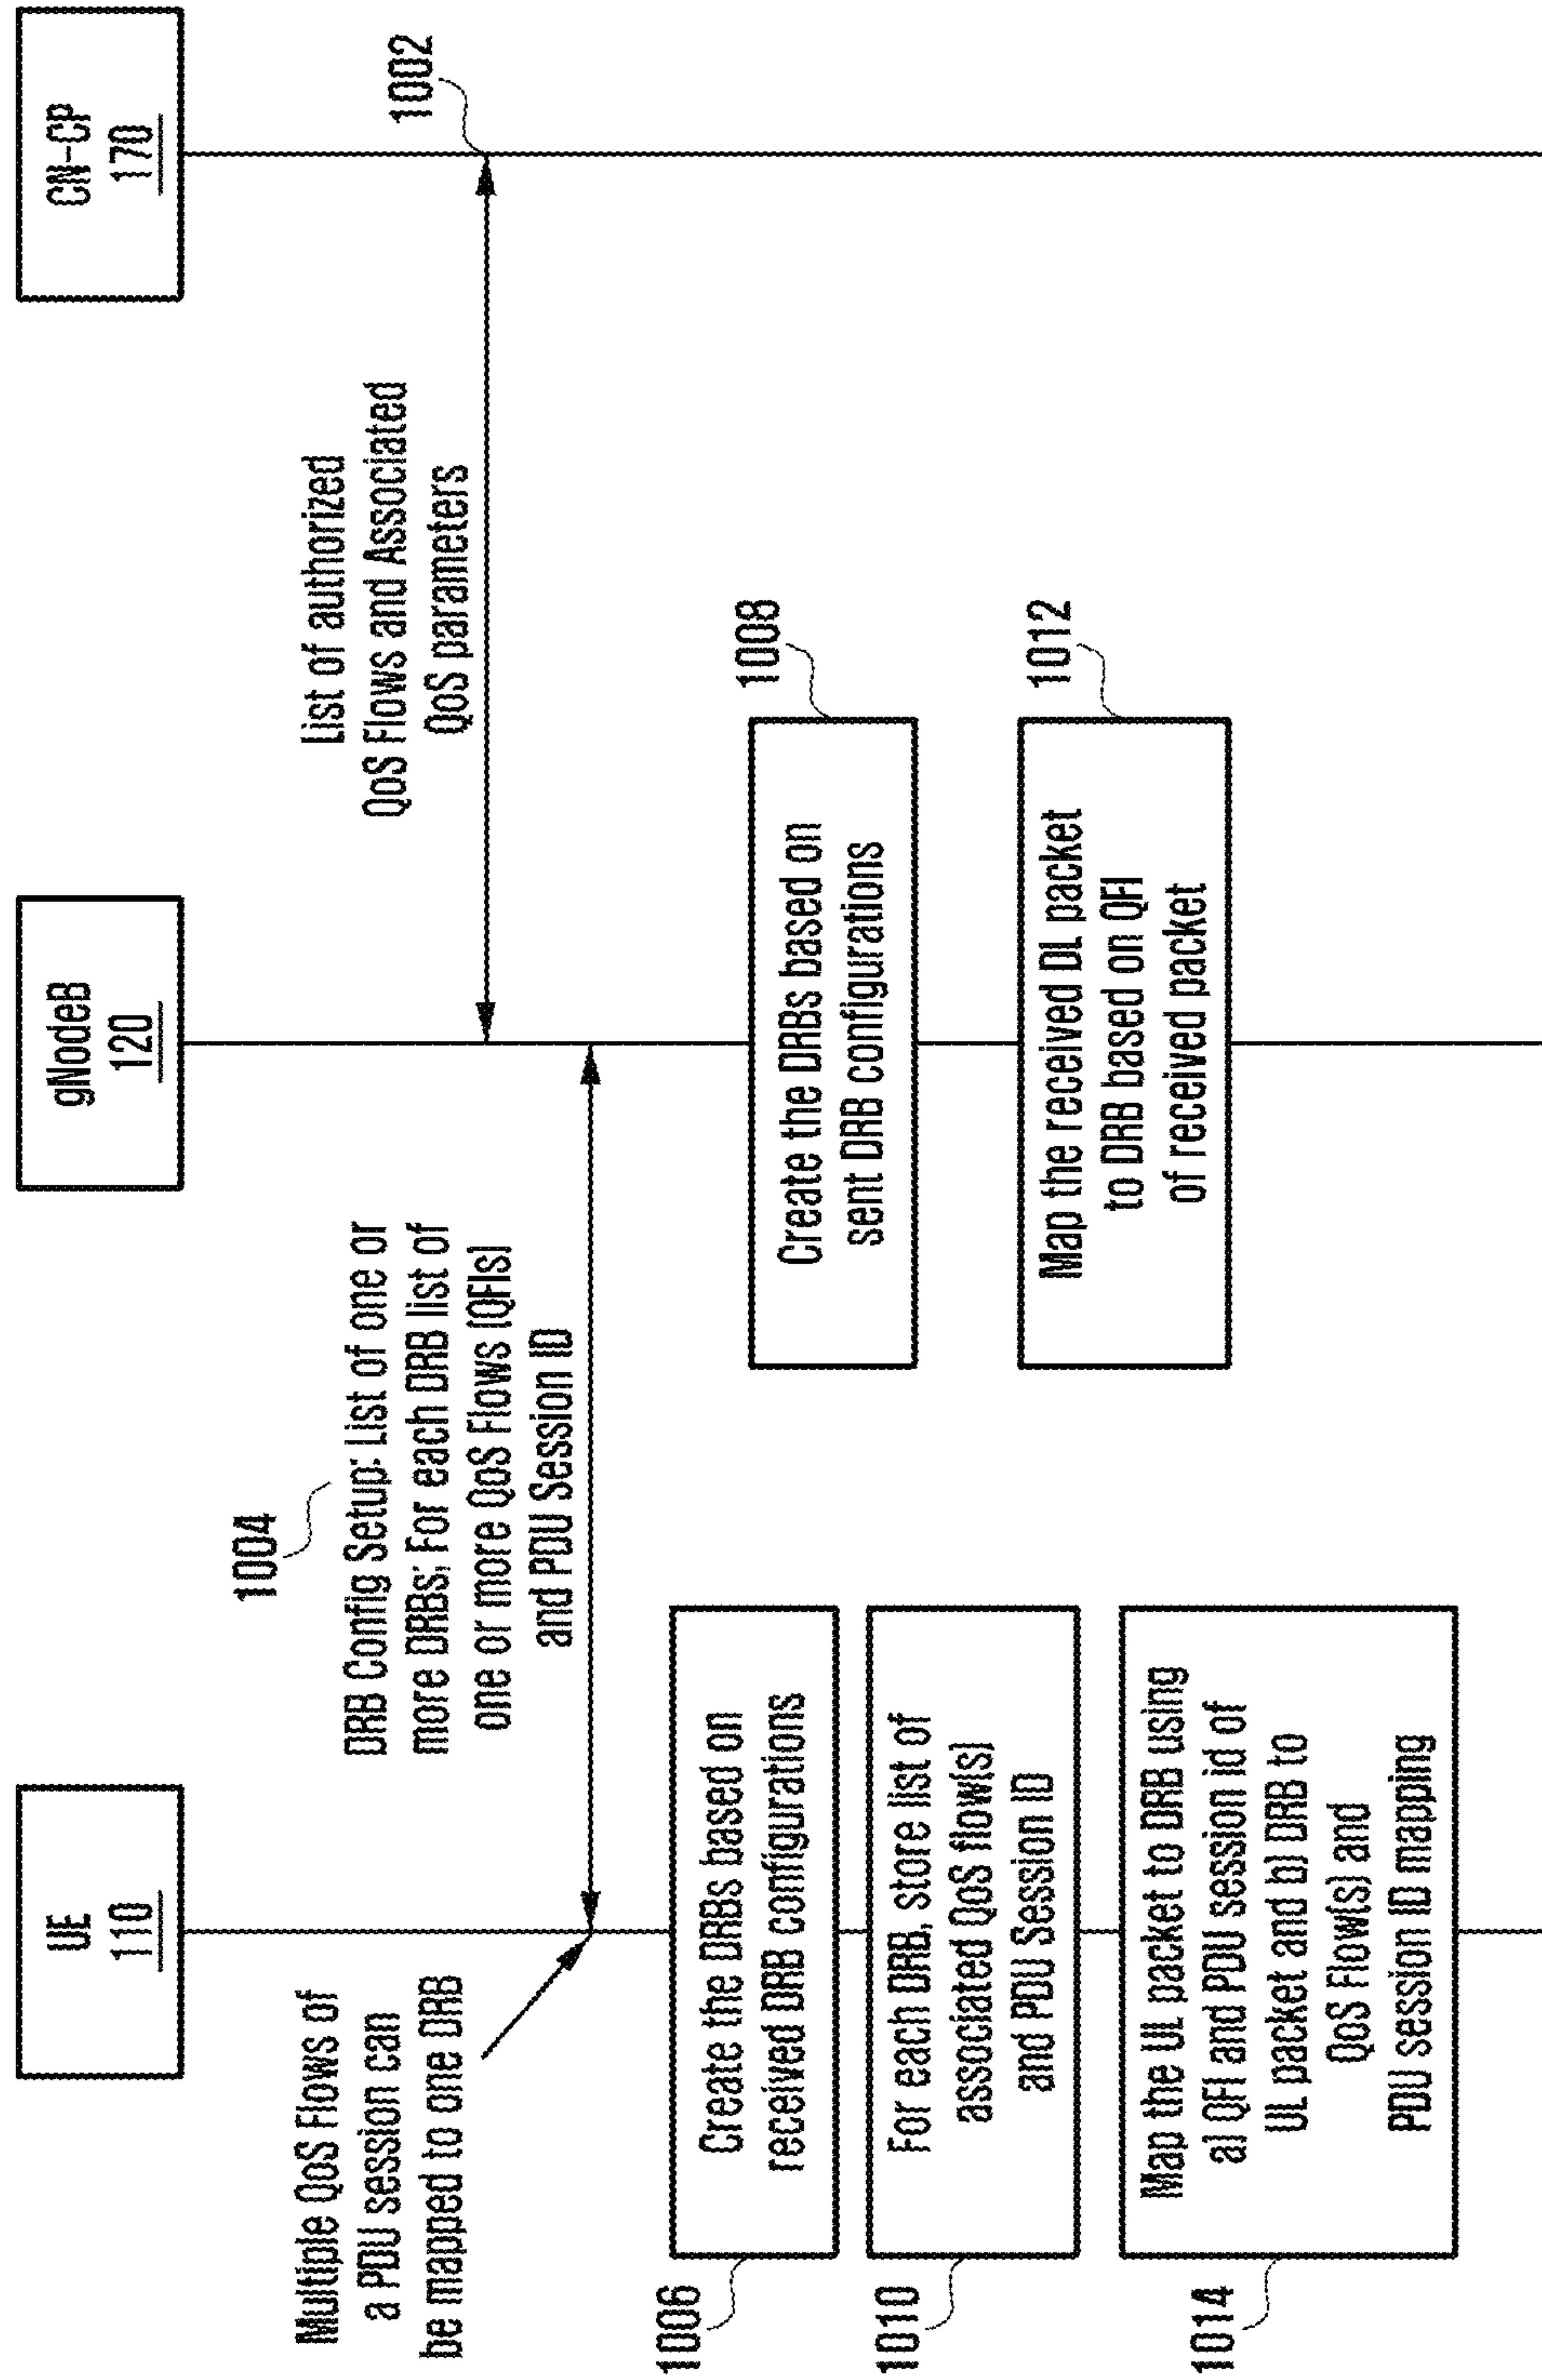 UE
110
gNodeB
120
CN-CP
170
1002
List of authorized
QoS Flows and Associated
QoS parameters
1004
DRB Config Setup: List of one or
more DRBs; For each DRB list of
one or more QoS Flows (QFIs)
and PDU Session ID
Multiple QoS Flows of
a PDU session can
be mapped to one DRB
1006
Create the DRBs based on
received DRB configurations
1008
Create the DRBs based on
sent DRB configurations
1010
For each DRB, store list of
associated QoS flow(s)
and PDU Session ID
1012
Map the received DL packet
to DRB based on QFI
of received packet
1014
Map the UL packet to DRB using
a) QFI and PDU session id of
UL packet and b) DRB to
QoS Flow(s) and
PDU session ID mapping